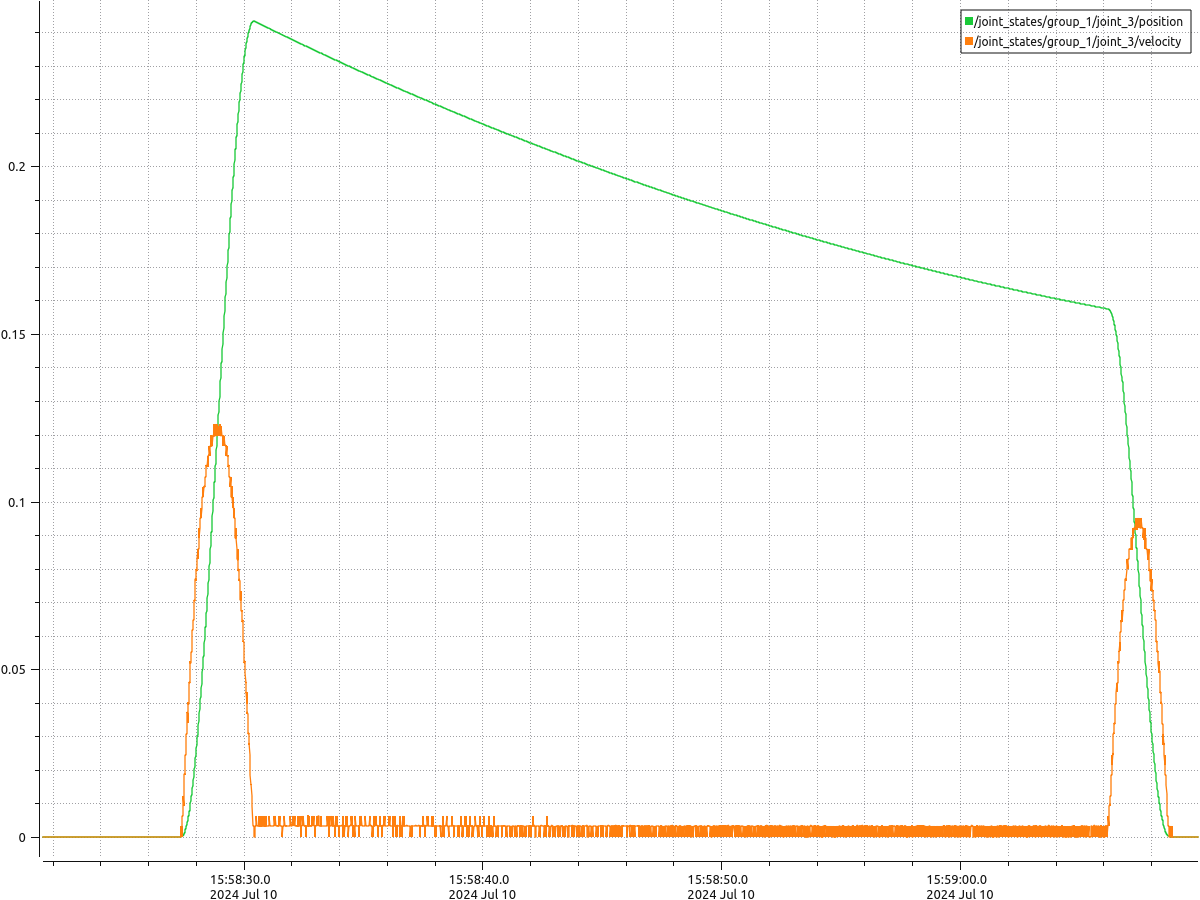 /joint_states/group_1/joint_3/position
/joint_states/group_1/joint_3/velocity
0.2
0.15
0.1
0.05
0
15:58:30.0
2024 Jul 10
15:58:40.0
2024 Jul 10
15:58:50.0
2024 Jul 10
15:59:00.0
2024 Jul 10